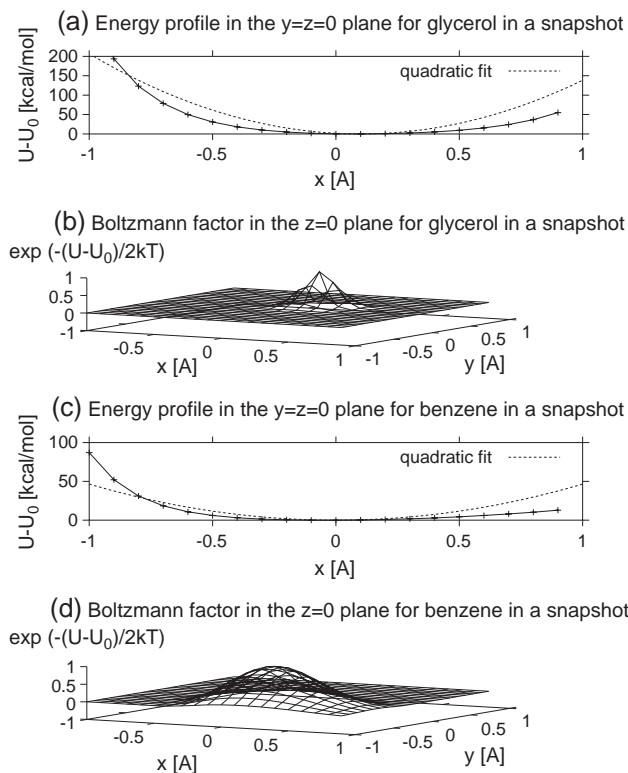 (a) Energy profile in the y=z=0 plane for glycerol in a snapshot
200
150
100
50
0
U-U0 [kcal/mol]
quadratic fit
-1 -0.5 0 0.5 1
x [A]
(b) Boltzmann factor in the z=0 plane for glycerol in a snapshot
exp (-(U-U0)/2kT)
1
0.5
0
-1
-0.5 0 0.5 1
x [A]
-1 -0.5 0 0.5 1
y [A]
(c) Energy profile in the y=z=0 plane for benzene in a snapshot
100
50
0
U-U0 [kcal/mol]
quadratic fit
-1 -0.5 0 0.5 1
x [A]
(d) Boltzmann factor in the z=0 plane for benzene in a snapshot
exp (-(U-U0)/2kT)
1
0.5
0
-1
-0.5 0 0.5 1
x [A]
-1 -0.5 0 0.5 1
y [A]